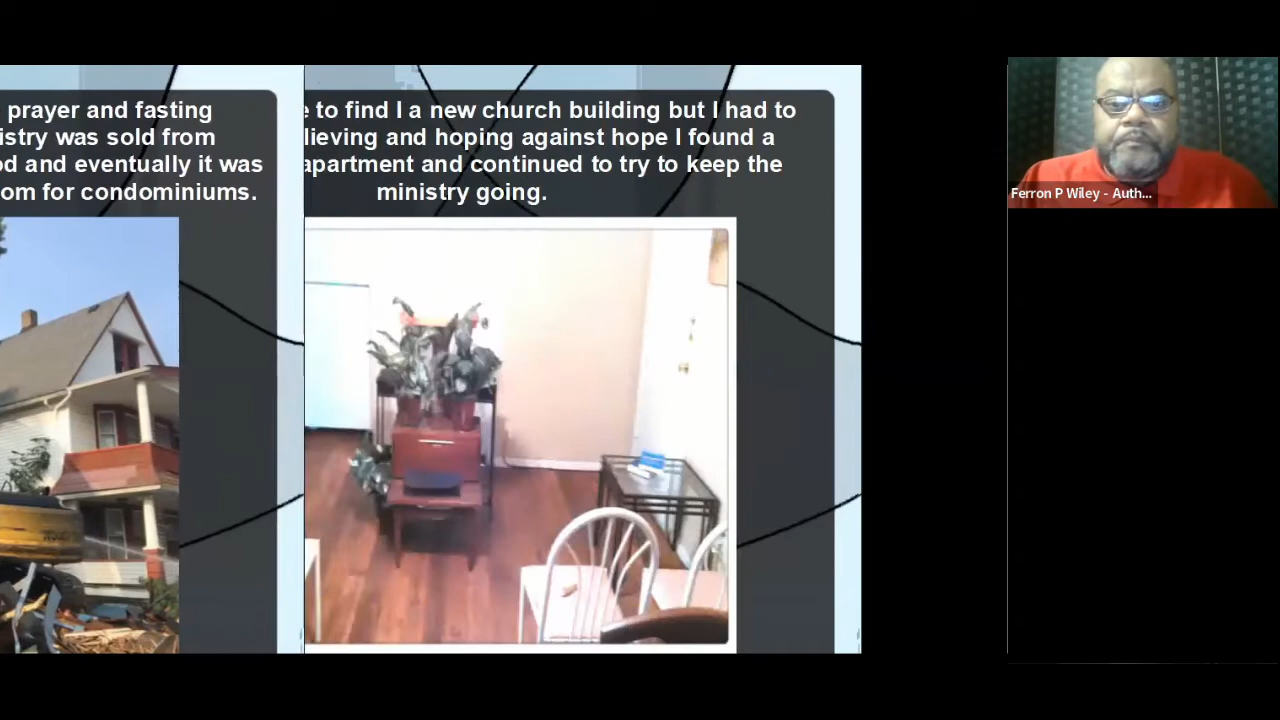 prayer and fasting
istry was sold from
od and eventually it was
om for condominiums.
e to find I a new church building but I had to
lieving and hoping against hope I found a
apartment and continued to try to keep the
ministry going.
Ferron P Wiley - Auth...